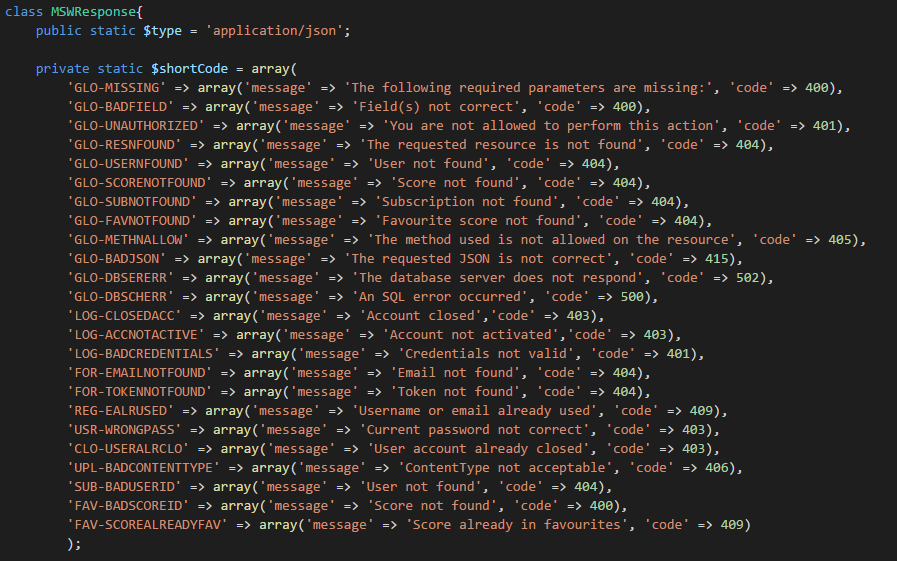 class MSWResponse{
public static $type = 'application/json';
private static $shortCode = array(
'GLO-MISSING' => array('message' => 'The following required parameters are missing:', 'code' => 400),
'GLO-BADFIELD' => array('message' => 'Field(s) not correct', 'code' => 400),
'GLO-UNAUTHORIZED' => array('message' => 'You are not allowed to perform this action', 'code' => 401),
'GLO-RESNFOUND' => array('message' => 'The requested resource is not found', 'code' => 404),
'GLO-USERNFOUND' => array('message' => 'User not found', 'code' => 404),
'GLO-SCORENOTFOUND' => array('message' => 'Score not found', 'code' => 404),
'GLO-SUBNOTFOUND' => array('message' => 'Subscription not found', 'code' => 404),
'GLO-FAVNOTFOUND' => array('message' => 'Favourite score not found', 'code' => 404),
'GLO-METHNALLOW' => array('message' => 'The method used is not allowed on the resource', 'code' => 405),
'GLO-BADJSON' => array('message' => 'The requested JSON is not correct', 'code' => 415),
'GLO-DBSERERR' => array('message' => 'The database server does not respond', 'code' => 502),
'GLO-DBSCHERR' => array('message' => 'An SQL error occurred', 'code' => 500),
'LOG-CLOSEDACC' => array('message' => 'Account closed','code' => 403),
'LOG-ACCNOTACTIVE' => array('message' => 'Account not activated','code' => 403),
'LOG-BADCREDENTIALS' => array('message' => 'Credentials not valid', 'code' => 401),
'FOR-EMAILNOTFOUND' => array('message' => 'Email not found', 'code' => 404),
'FOR-TOKENNOTFOUND' => array('message' => 'Token not found', 'code' => 404),
'REG-EALRUSED' => array('message' => 'Username or email already used', 'code' => 409),
'USR-WRONGPASS' => array('message' => 'Current password not correct', 'code' => 403),
'CLO-USERALRCLO' => array('message' => 'User account already closed', 'code' => 403),
'UPL-BADCONTENTTYPE' => array('message' => 'ContentType not acceptable', 'code' => 406),
'SUB-BADUSERID' => array('message' => 'User not found', 'code' => 404),
'FAV-BADSCOREID' => array('message' => 'Score not found', 'code' => 400),
'FAV-SCOREALREADYFAV' => array('message' => 'Score already in favourites', 'code' => 409)
);